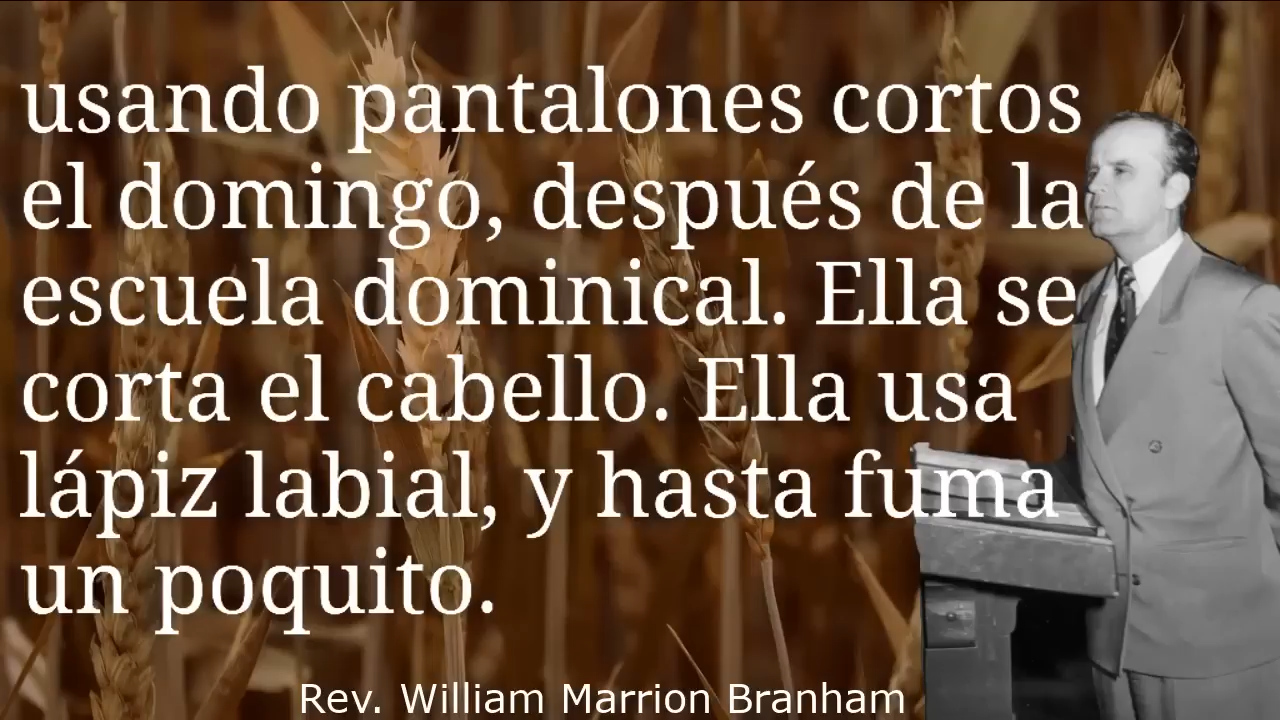 usando pantalones cortos
el domingo, después de la
escuela dominical. Ella se
corta el cabello. Ella usa
lápiz labial, y hasta fuma
un poquito.
Rev. William Marrion Branham